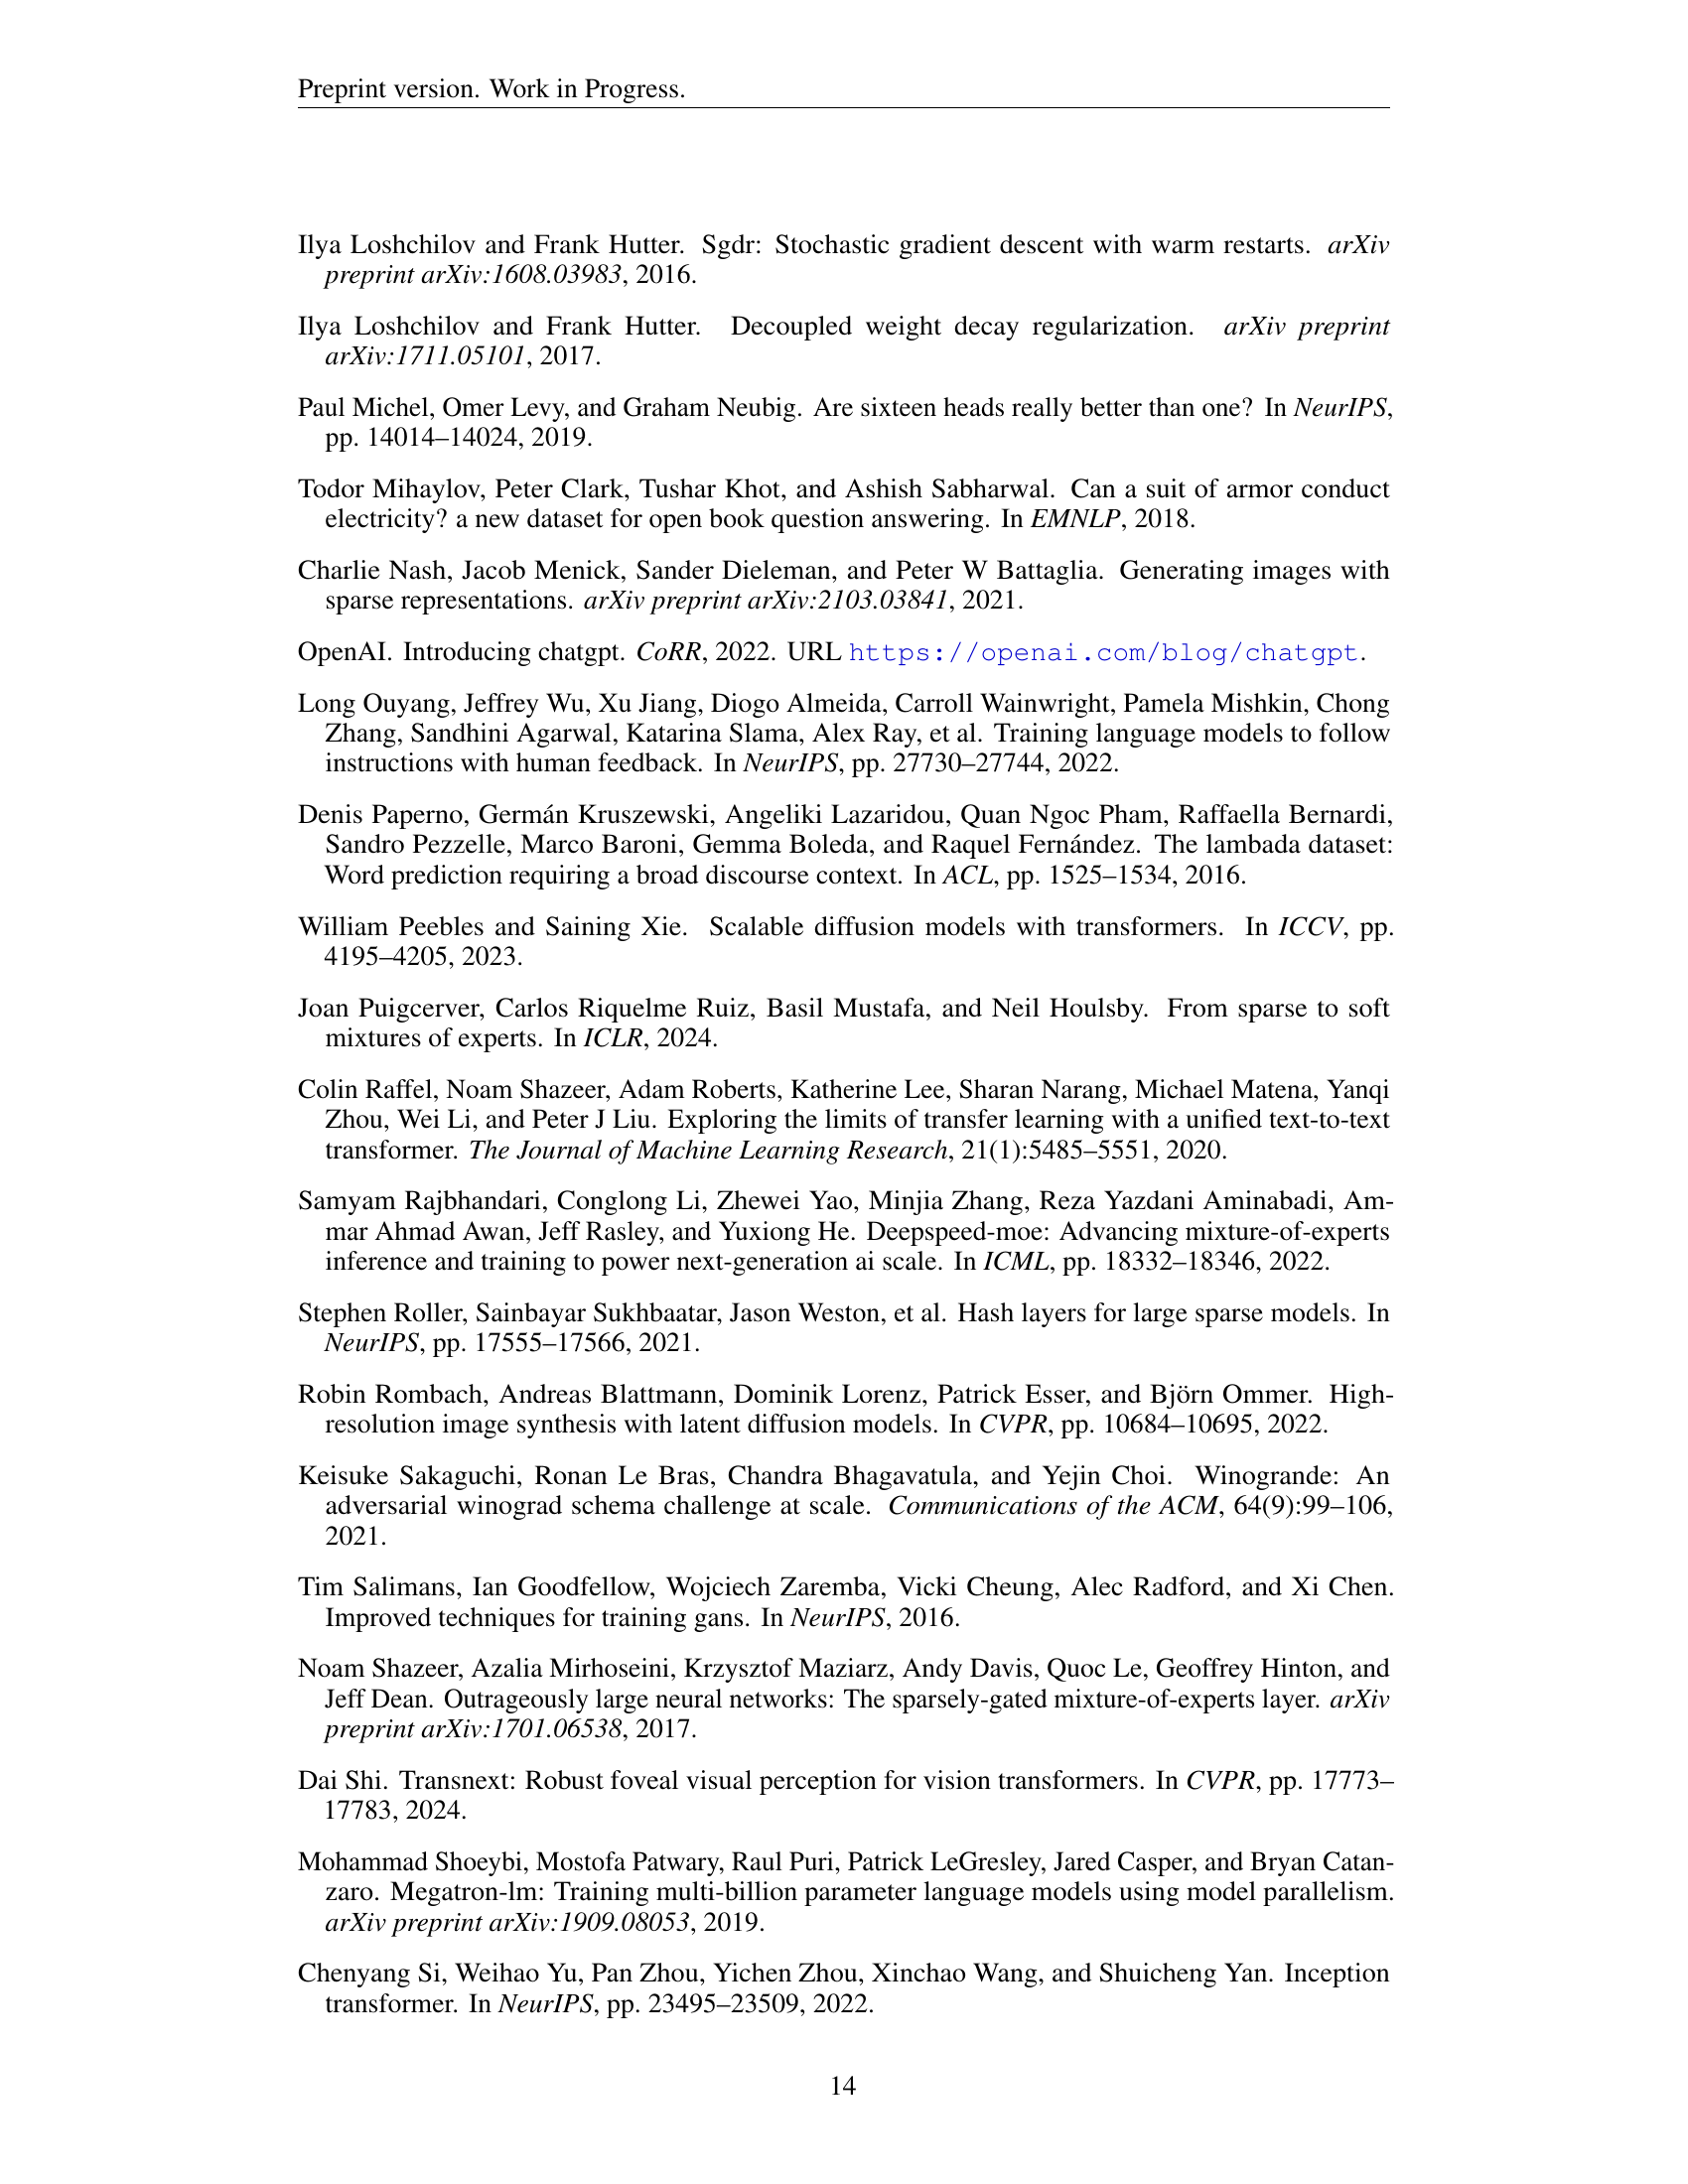 Preprint version. Work in Progress.
Ilya Loshchilov and Frank Hutter. Sgdr: Stochastic gradient descent with warm restarts. arXiv
preprint arXiv:1608.03983, 2016.
Ilya Loshchilov and Frank Hutter. Decoupled weight decay regularization. arXiv preprint
arXiv:1711.05101, 2017.
Paul Michel, Omer Levy, and Graham Neubig. Are sixteen heads really better than one? In NeurIPS,
pp. 14014–14024, 2019.
Todor Mihaylov, Peter Clark, Tushar Khot, and Ashish Sabharwal. Can a suit of armor conduct
electricity? a new dataset for open book question answering. In EMNLP, 2018.
Charlie Nash, Jacob Menick, Sander Dieleman, and Peter W Battaglia. Generating images with
sparse representations. arXiv preprint arXiv:2103.03841, 2021.
OpenAI. Introducing chatgpt. CoRR, 2022. URL https://openai.com/blog/chatgpt.
Long Ouyang, Jeffrey Wu, Xu Jiang, Diogo Almeida, Carroll Wainwright, Pamela Mishkin, Chong
Zhang, Sandhini Agarwal, Katarina Slama, Alex Ray, et al. Training language models to follow
instructions with human feedback. In NeurIPS, pp. 27730–27744, 2022.
Denis Paperno, Germán Kruszewski, Angeliki Lazaridou, Quan Ngoc Pham, Raffaella Bernardi,
Sandro Pezzelle, Marco Baroni, Gemma Boleda, and Raquel Fernández. The lambada dataset:
Word prediction requiring a broad discourse context. In ACL, pp. 1525–1534, 2016.
William Peebles and Saining Xie. Scalable diffusion models with transformers. In ICCV, pp.
4195–4205, 2023.
Joan Puigcerver, Carlos Riquelme Ruiz, Basil Mustafa, and Neil Houlsby. From sparse to soft
mixtures of experts. In ICLR, 2024.
Colin Raffel, Noam Shazeer, Adam Roberts, Katherine Lee, Sharan Narang, Michael Matena, Yanqi
Zhou, Wei Li, and Peter J Liu. Exploring the limits of transfer learning with a unified text-to-text
transformer. The Journal of Machine Learning Research, 21(1):5485–5551, 2020.
Samyam Rajbhandari, Conglong Li, Zhewei Yao, Minjia Zhang, Reza Yazdani Aminabadi, Am-
mar Ahmad Awan, Jeff Rasley, and Yuxiong He. Deepspeed-moe: Advancing mixture-of-experts
inference and training to power next-generation ai scale. In ICML, pp. 18332–18346, 2022.
Stephen Roller, Sainbayar Sukhbaatar, Jason Weston, et al. Hash layers for large sparse models. In
NeurIPS, pp. 17555–17566, 2021.
Robin Rombach, Andreas Blattmann, Dominik Lorenz, Patrick Esser, and Björn Ommer. High-
resolution image synthesis with latent diffusion models. In CVPR, pp. 10684–10695, 2022.
Keisuke Sakaguchi, Ronan Le Bras, Chandra Bhagavatula, and Yejin Choi. Winogrande: An
adversarial winograd schema challenge at scale. Communications of the ACM, 64(9):99–106,
2021.
Tim Salimans, Ian Goodfellow, Wojciech Zaremba, Vicki Cheung, Alec Radford, and Xi Chen.
Improved techniques for training gans. In NeurIPS, 2016.
Noam Shazeer, Azalia Mirhoseini, Krzysztof Maziarz, Andy Davis, Quoc Le, Geoffrey Hinton, and
Jeff Dean. Outrageously large neural networks: The sparsely-gated mixture-of-experts layer. arXiv
preprint arXiv:1701.06538, 2017.
Dai Shi. Transnext: Robust foveal visual perception for vision transformers. In CVPR, pp. 17773–
17783, 2024.
Mohammad Shoeybi, Mostofa Patwary, Raul Puri, Patrick LeGresley, Jared Casper, and Bryan Catan-
zaro. Megatron-lm: Training multi-billion parameter language models using model parallelism.
arXiv preprint arXiv:1909.08053, 2019.
Chenyang Si, Weihao Yu, Pan Zhou, Yichen Zhou, Xinchao Wang, and Shuicheng Yan. Inception
transformer. In NeurIPS, pp. 23495–23509, 2022.
14